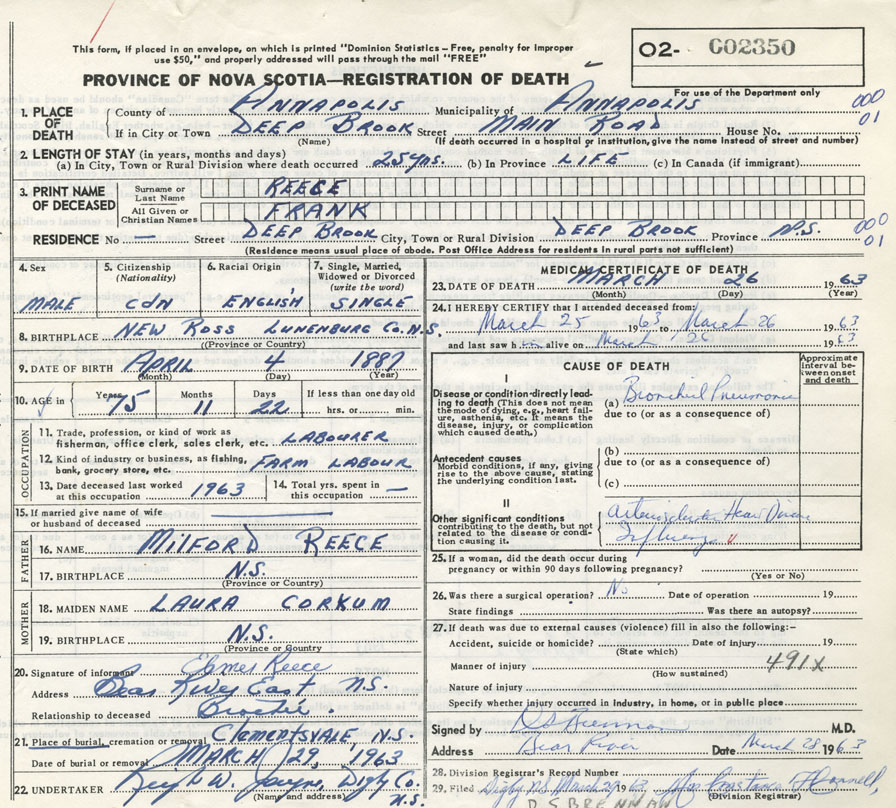 This form, if placed in an envelope, on which is printed "Dominion Statistics - Free, penalty for improper
use $50," and properly addressed will pass through the mail "FREE"
O2- C02350
PROVINCE OF NOVA SCOTIA—REGISTRATION OF DEATH
For use of the Department only
000
01
1. PLACE OF DEATH
County of ANNAPOLIS Municipality of ANNAPOLIS
If in City or Town DEEP BROOK Street MAIN ROAD House No.
(Name) (If death occurred in a hospital or institution, give the name instead of street and number)
2. LENGTH OF STAY (in years, months and days)
(a) In City, Town or Rural Division where death occurred 25 yrs. (b) In Province LIFE (c) In Canada (if immigrant)
3. PRINT NAME OF DECEASED
Surname or Last Name REECE
All Given or Christian Names FRANK
RESIDENCE No — Street DEEP BROOK City, Town or Rural Division DEEP BROOK Province N.S.
000
01
(Residence means usual place of abode. Post Office Address for residents in rural parts not sufficient)
4. Sex
MALE
5. Citizenship (Nationality)
CDN
6. Racial Origin
ENGLISH
7. Single, Married, Widowed or Divorced (write the word)
SINGLE
8. BIRTHPLACE NEW ROSS LUNENBURG CO. N.S.
(Province or Country)
9. DATE OF BIRTH APRIL 4 1887
(Month) (Day) (Year)
10. AGE Years 75 Months 11 Days 22 If less than one day old
hrs. or min.
OCCUPATION
11. Trade, profession, or kind of work as
fisherman, office clerk, sales clerk, etc. LABOURER
12. Kind of industry or business, as fishing,
bank, grocery store, etc. FARM LABOUR
13. Date deceased last worked
at this occupation 1963
14. Total yrs. spent in
this occupation —
15. If married give name of wife
or husband of deceased
FATHER
16. NAME MILFORD REECE
17. BIRTHPLACE N.S.
(Province or Country)
MOTHER
18. MAIDEN NAME LAURA CORKUM
19. BIRTHPLACE N.S.
(Province or Country
20. Signature of informant Elmer Reece
Address Bear River East N.S.
Relationship to deceased Brother.
21. Place of burial, cremation or removal CLEMENTSVALE N.S.
Date of burial or removal MARCH 29, 1963
22. UNDERTAKER W. Digby Co. N.S.
(Name and address)
MEDICAL CERTIFICATE OF DEATH
23. DATE OF DEATH MARCH 26 1963
(Month) (Day) (Year)
24. I HEREBY CERTIFY that I attended deceased from:
March 25 1963 to March 26 1963
and last saw h im alive on March 26 1963
CAUSE OF DEATH
Approximate interval between onset and death
I
Disease or condition directly leading to death (This does not mean the mode of dying, e.g., heart failure, asthenia, etc. It means the disease, injury, or complication which caused death.)
(a) Bronchial Pneumonia
due to (or as a consequence of)
Antecedent causes
Morbid conditions, if any, giving rise to the above cause, stating the underlying condition last.
(b)
due to (or as a consequence of)
(c)
II
Other significant conditions
contributing to the death, but not related to the disease or condition causing it.
Arteriosclerotic Heart Disease
Influenza
25. If a woman, did the death occur during
pregnancy or within 90 days following pregnancy?
(Yes or No)
26. Was there a surgical operation? No Date of operation 19
State findings Was there an autopsy?
27. If death was due to external causes (violence) fill in also the following:-
Accident, suicide or homicide? Date of injury 19
(State which)
Manner of injury 491X
(How sustained)
Nature of injury
Specify whether injury occurred in industry, in home, or in public place
Signed by D S Brennan M.D.
Address Bear River Date March 28 1963
28. Division Registrar's Record Number
29. Filed Digby N.S. March 29 1963 Constance
(Division Registrar)
D S BRENNAN